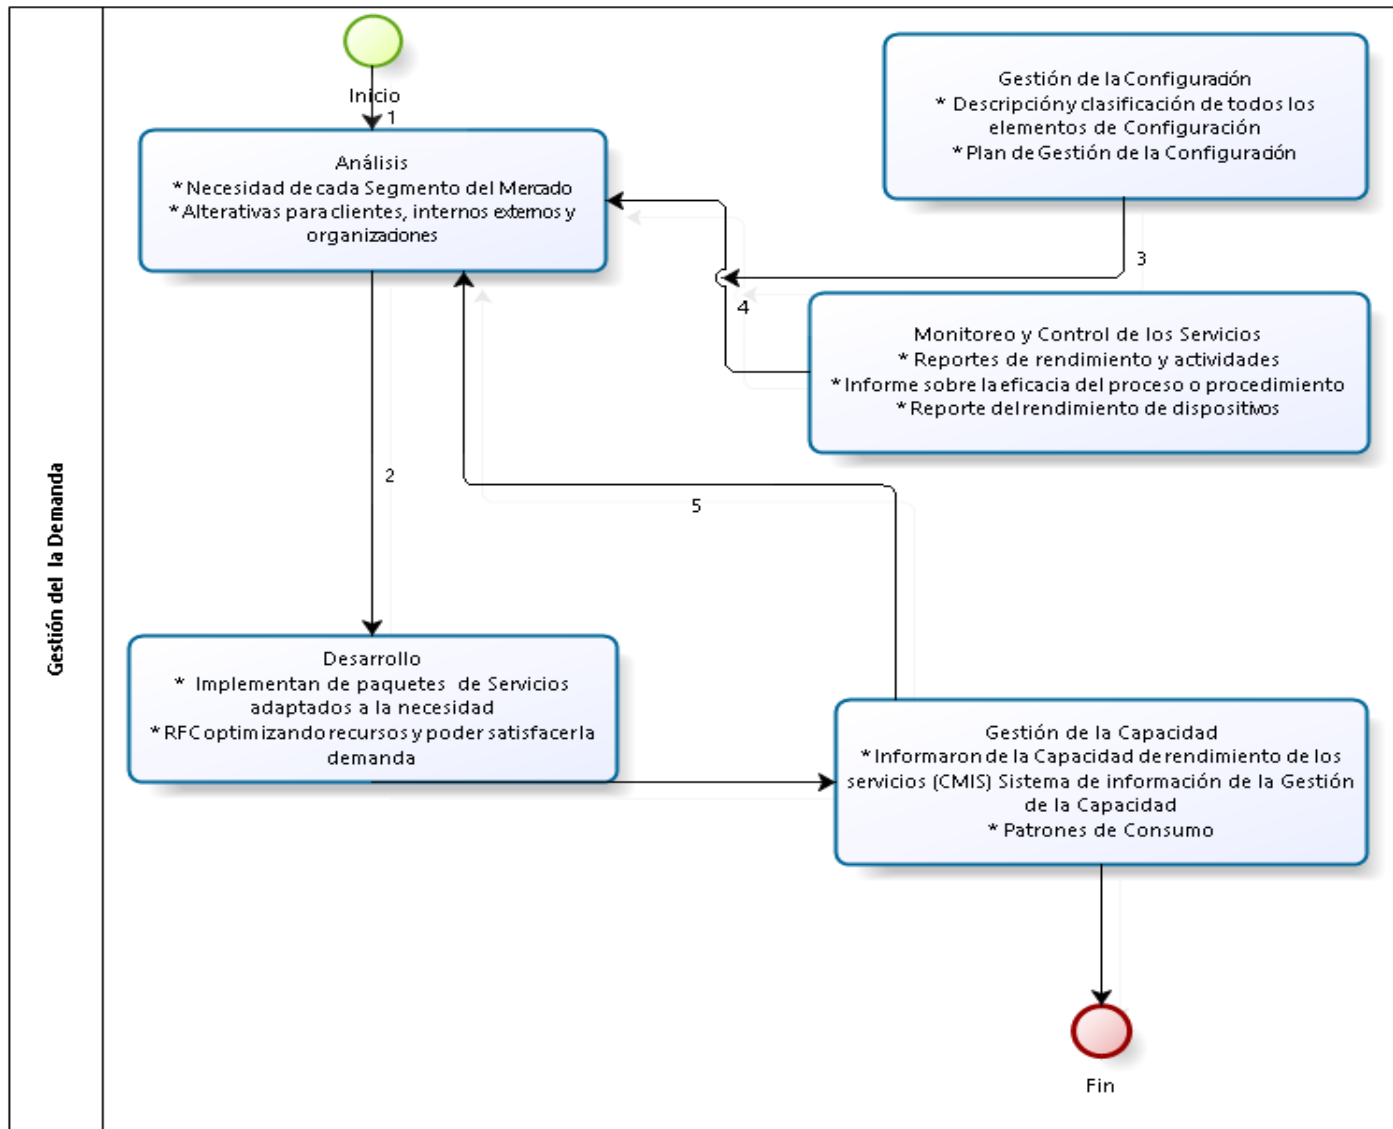 Gestión del la Demanda
Inicio
1
Análisis
* Necesidad de cada Segmento del Mercado
* Alterativas para clientes, internos externos y
organizaciones
Gestión de la Configuración
* Descripción y clasificación de todos los
elementos de Configuración
* Plan de Gestión de la Configuración
3
4
Monitoreo y Control de los Servicios
* Reportes de rendimiento y actividades
* Informe sobre la eficacia del proceso o procedimiento
* Reporte del rendimiento de dispositivos
2
5
Desarrollo
* Implementan de paquetes de Servicios
adaptados a la necesidad
* RFC optimizando recursos y poder satisfacer la
demanda
Gestión de la Capacidad
* Informaron de la Capacidad de rendimiento de los
servicios (CMIS) Sistema de información de la Gestión
de la Capacidad
* Patrones de Consumo
Fin